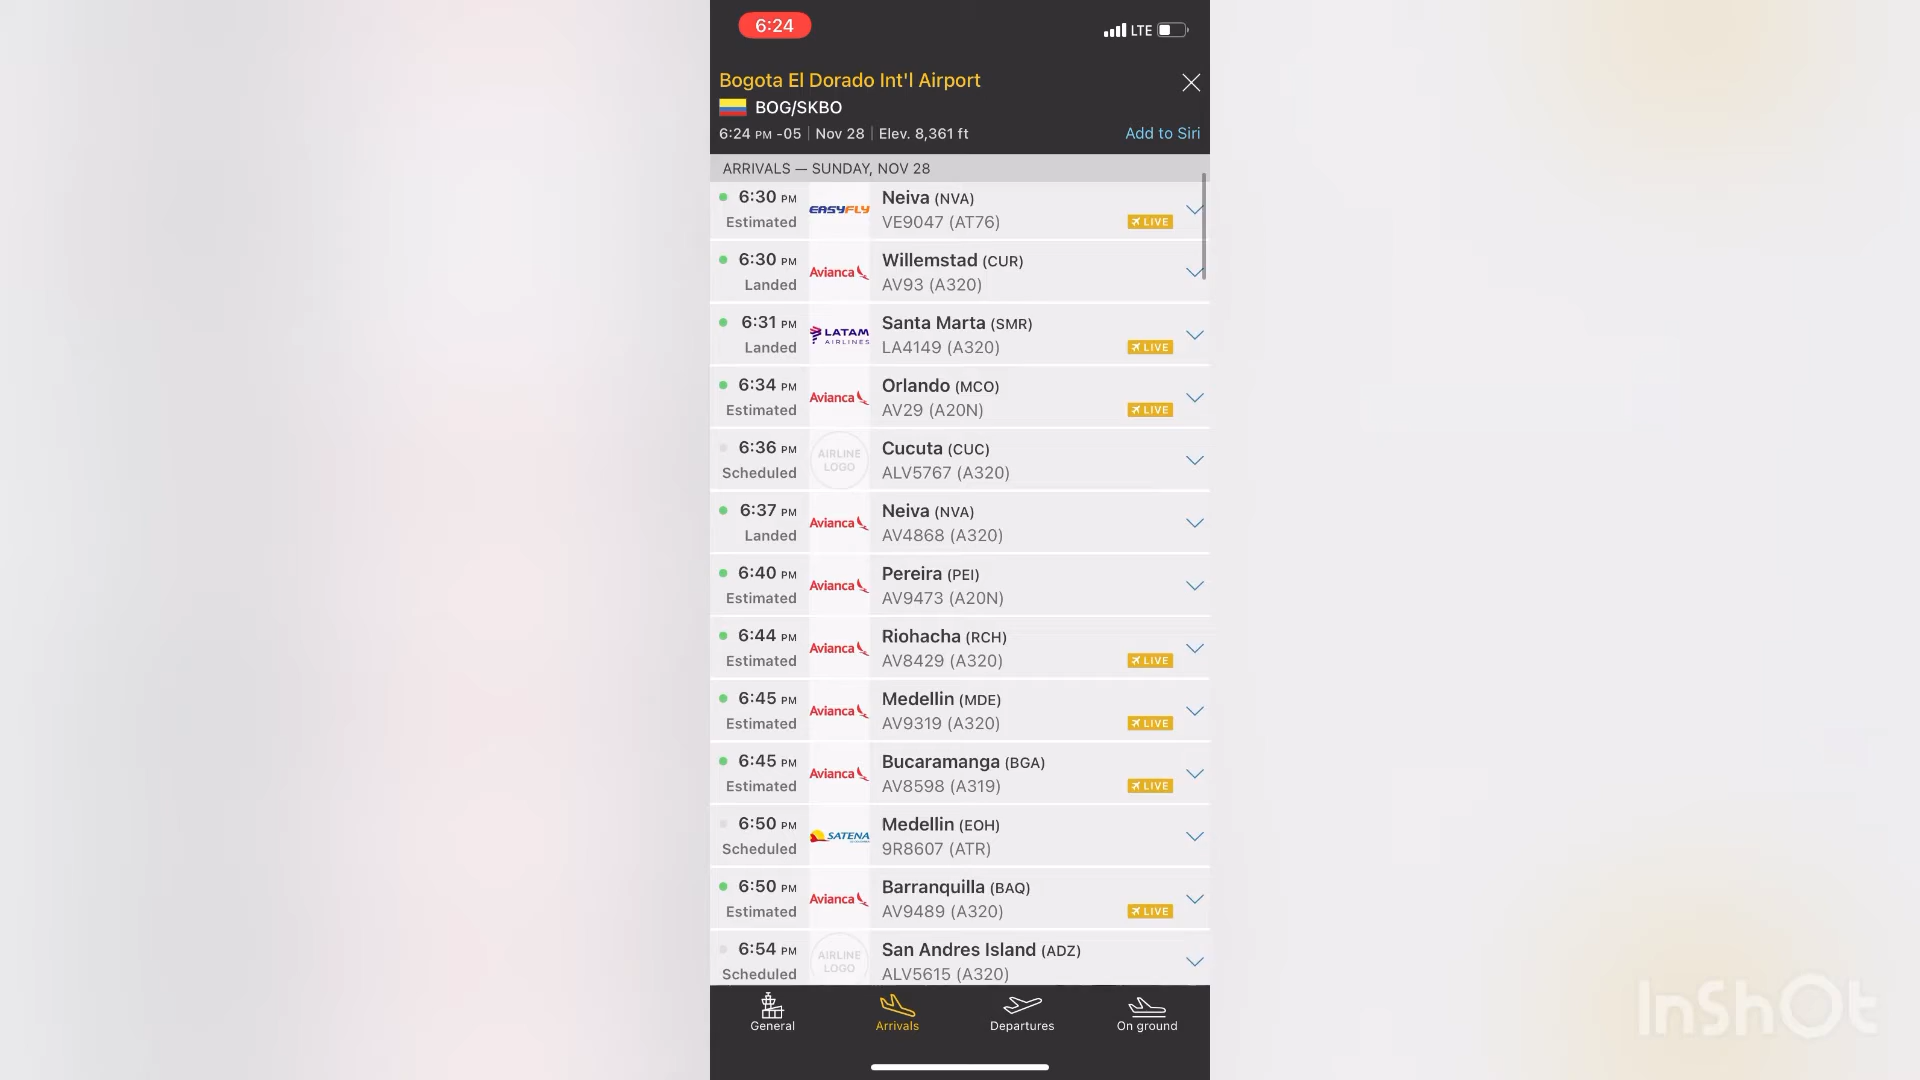 6:24
LTE
Bogota El Dorado Int'l Airport
BOG/SKBO
6:24 PM -05 | Nov 28 | Elev. 8,361 ft
Add to Siri
ARRIVALS — SUNDAY, NOV 28
6:30 PM EASYFLY Neiva (NVA)
Estimated VE9047 (AT76) LIVE
6:30 PM Avianca Willemstad (CUR)
Landed AV93 (A320)
6:31 PM LATAM AIRLINES Santa Marta (SMR)
Landed LA4149 (A320) LIVE
6:34 PM Avianca Orlando (MCO)
Estimated AV29 (A20N) LIVE
6:36 PM AIRLINE LOGO Cucuta (CUC)
Scheduled ALV5767 (A320)
6:37 PM Avianca Neiva (NVA)
Landed AV4868 (A320)
6:40 PM Avianca Pereira (PEI)
Estimated AV9473 (A20N)
6:44 PM Avianca Riohacha (RCH)
Estimated AV8429 (A320) LIVE
6:45 PM Avianca Medellin (MDE)
Estimated AV9319 (A320) LIVE
6:45 PM Avianca Bucaramanga (BGA)
Estimated AV8598 (A319) LIVE
6:50 PM SATENA Medellin (EOH)
Scheduled 9R8607 (ATR)
6:50 PM Avianca Barranquilla (BAQ)
Estimated AV9489 (A320) LIVE
6:54 PM AIRLINE LOGO San Andres Island (ADZ)
Scheduled ALV5615 (A320)
General Arrivals Departures On ground
InShOt